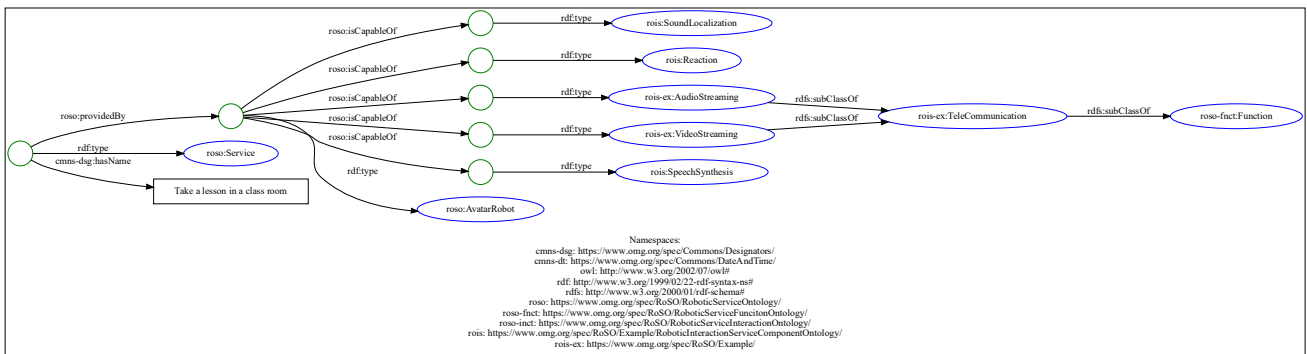 roso:isCapableOf
rdf:type
rois:SoundLocalization
roso:isCapableOf
rdf:type
rois:Reaction
roso:isCapableOf
rdf:type
rois-ex:AudioStreaming
rdfs:subClassOf
roso:providedBy
roso:isCapableOf
rdf:type
rois-ex:VideoStreaming
rdfs:subClassOf
rois-ex:TeleCommunication
rdfs:subClassOf
roso-fnct:Function
roso:isCapableOf
rdf:type
rois:SpeechSynthesis
rdf:type
roso:Service
cmns-dsg:hasName
Take a lesson in a class room
rdf:type
roso:AvatarRobot
Namespaces:
cmns-dsg: https://www.omg.org/spec/Commons/Designators/
cmns-dt: https://www.omg.org/spec/Commons/DateAndTime/
owl: http://www.w3.org/2002/07/owl#
rdf: http://www.w3.org/1999/02/22-rdf-syntax-ns#
rdfs: http://www.w3.org/2000/01/rdf-schema#
roso: https://www.omg.org/spec/RoSO/RoboticServiceOntology/
roso-fnct: https://www.omg.org/spec/RoSO/RoboticServiceFuncitonOntology/
roso-inct: https://www.omg.org/spec/RoSO/RoboticServiceInteractionOntology/
rois: https://www.omg.org/spec/RoSO/Example/RoboticInteractionServiceComponentOntology/
rois-ex: https://www.omg.org/spec/RoSO/Example/